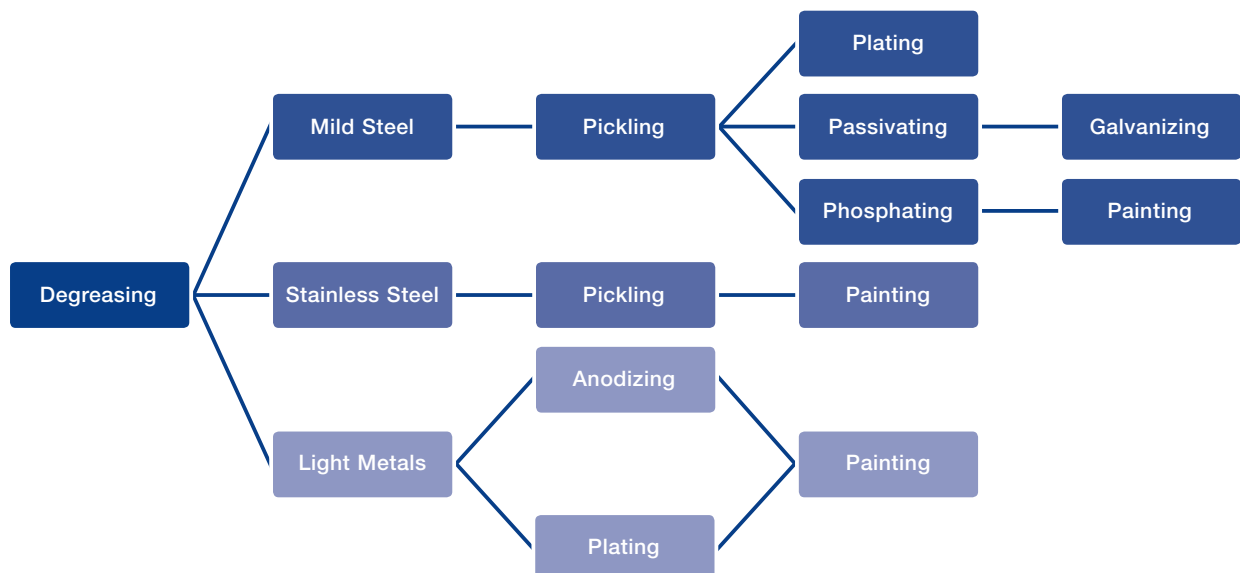 Plating
Mild Steel
Pickling
Passivating
Galvanizing
Phosphating
Painting
Degreasing
Stainless Steel
Pickling
Painting
Anodizing
Light Metals
Painting
Plating